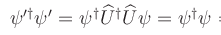 ψ′†ψ′ = ψ†Û†Ûψ = ψ†ψ =